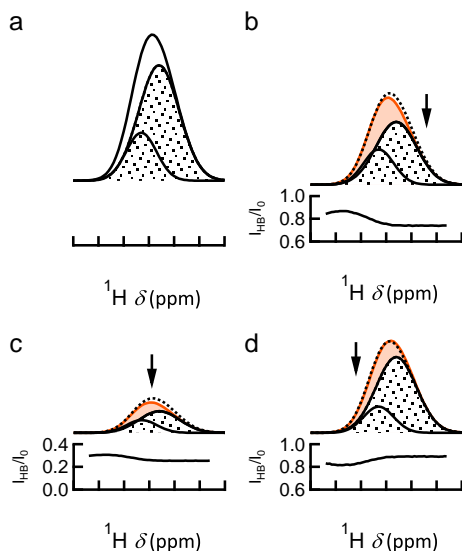 a
b
1.0
0.8
0.6
I_HB/I_0
¹H δ (ppm)
¹H δ (ppm)
c
d
0.4
0.2
0.0
I_HB/I_0
1.0
0.8
0.6
I_HB/I_0
¹H δ (ppm)
¹H δ (ppm)